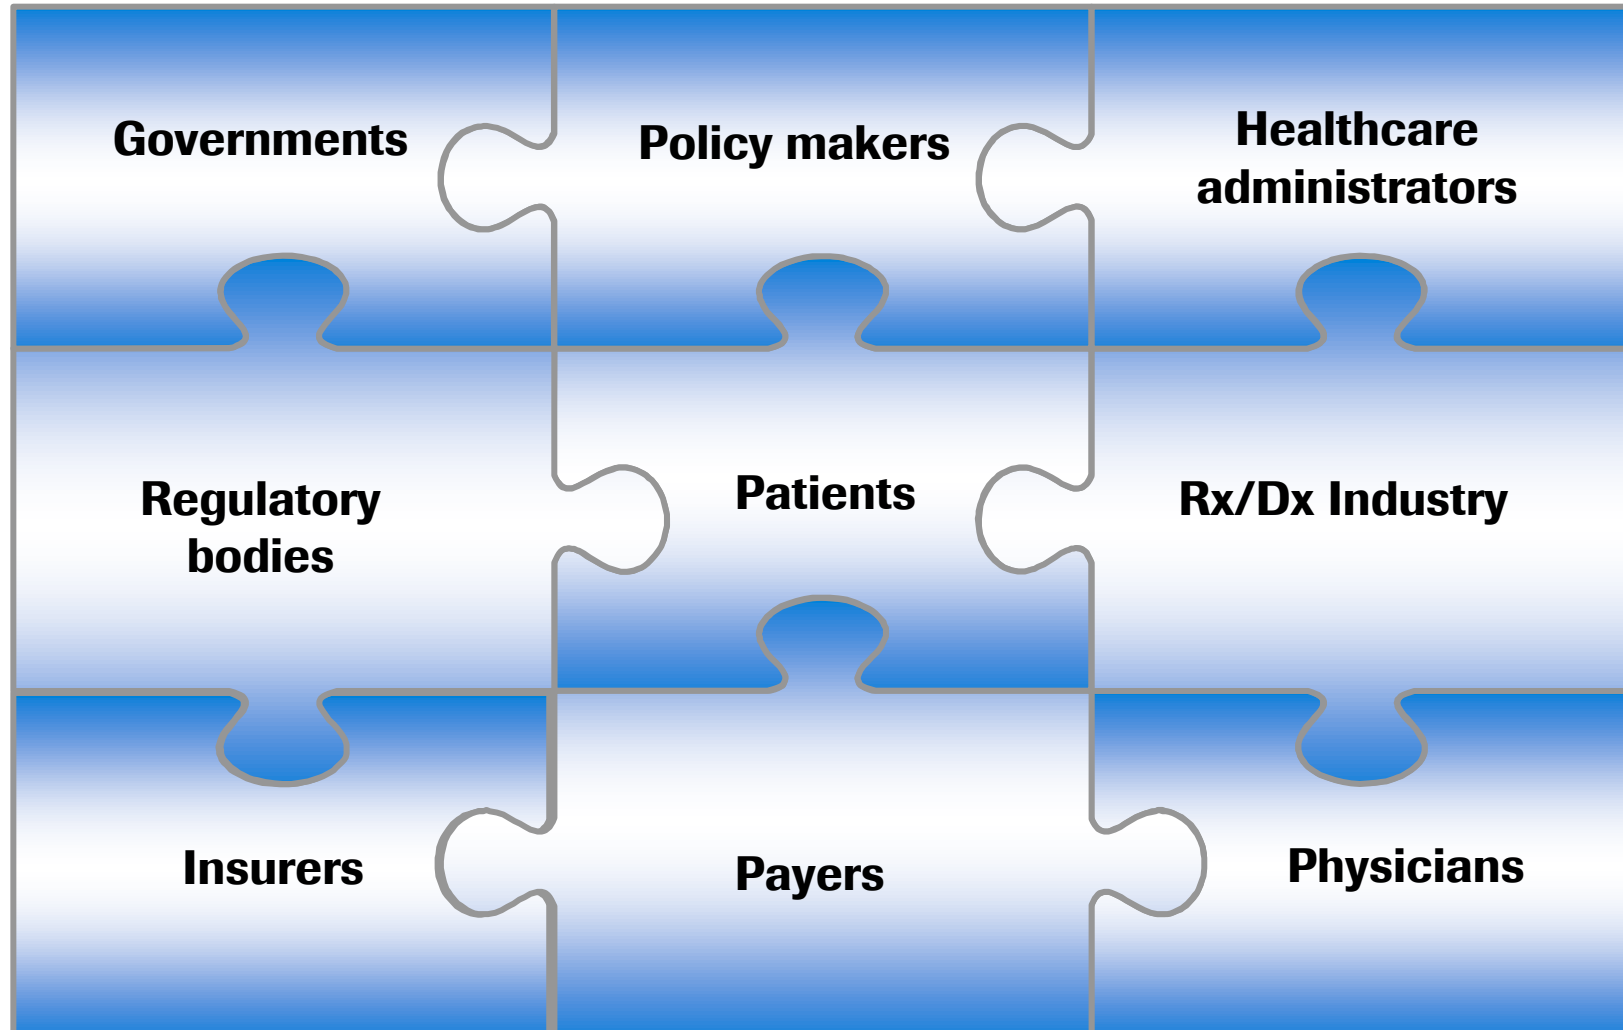 Governments
Policy makers
Healthcare
administrators
Regulatory
bodies
Patients
Rx/Dx Industry
Insurers
Payers
Physicians